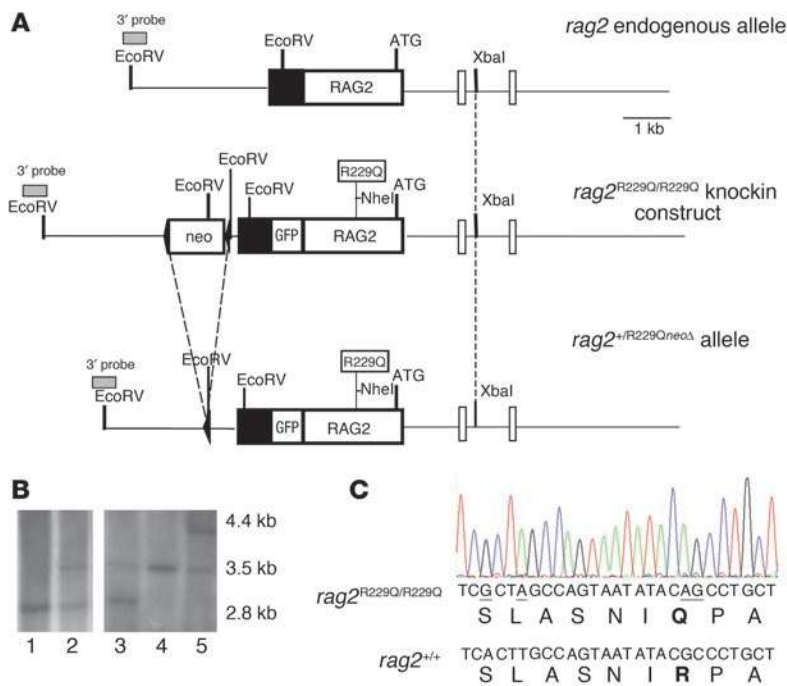 A
3′ probe
EcoRV
EcoRV
ATG
RAG2
XbaI
rag2 endogenous allele
1 kb
3′ probe
EcoRV
EcoRV
EcoRV
EcoRV
neo
GFP
RAG2
R229Q
NheI
ATG
XbaI
rag2R229Q/R229Q knockin
construct
3′ probe
EcoRV
EcoRV
EcoRV
GFP
RAG2
R229Q
NheI
ATG
XbaI
rag2+/R229QneoΔ allele
B
4.4 kb
3.5 kb
2.8 kb
1 2 3 4 5
C
rag2R229Q/R229Q
TCGCTAGCCAGTAATATACAGCCTGCT
S L A S N I Q P A
rag2+/+
TCACTTGCCAGTAATATACGCCCTGCT
S L A S N I R P A